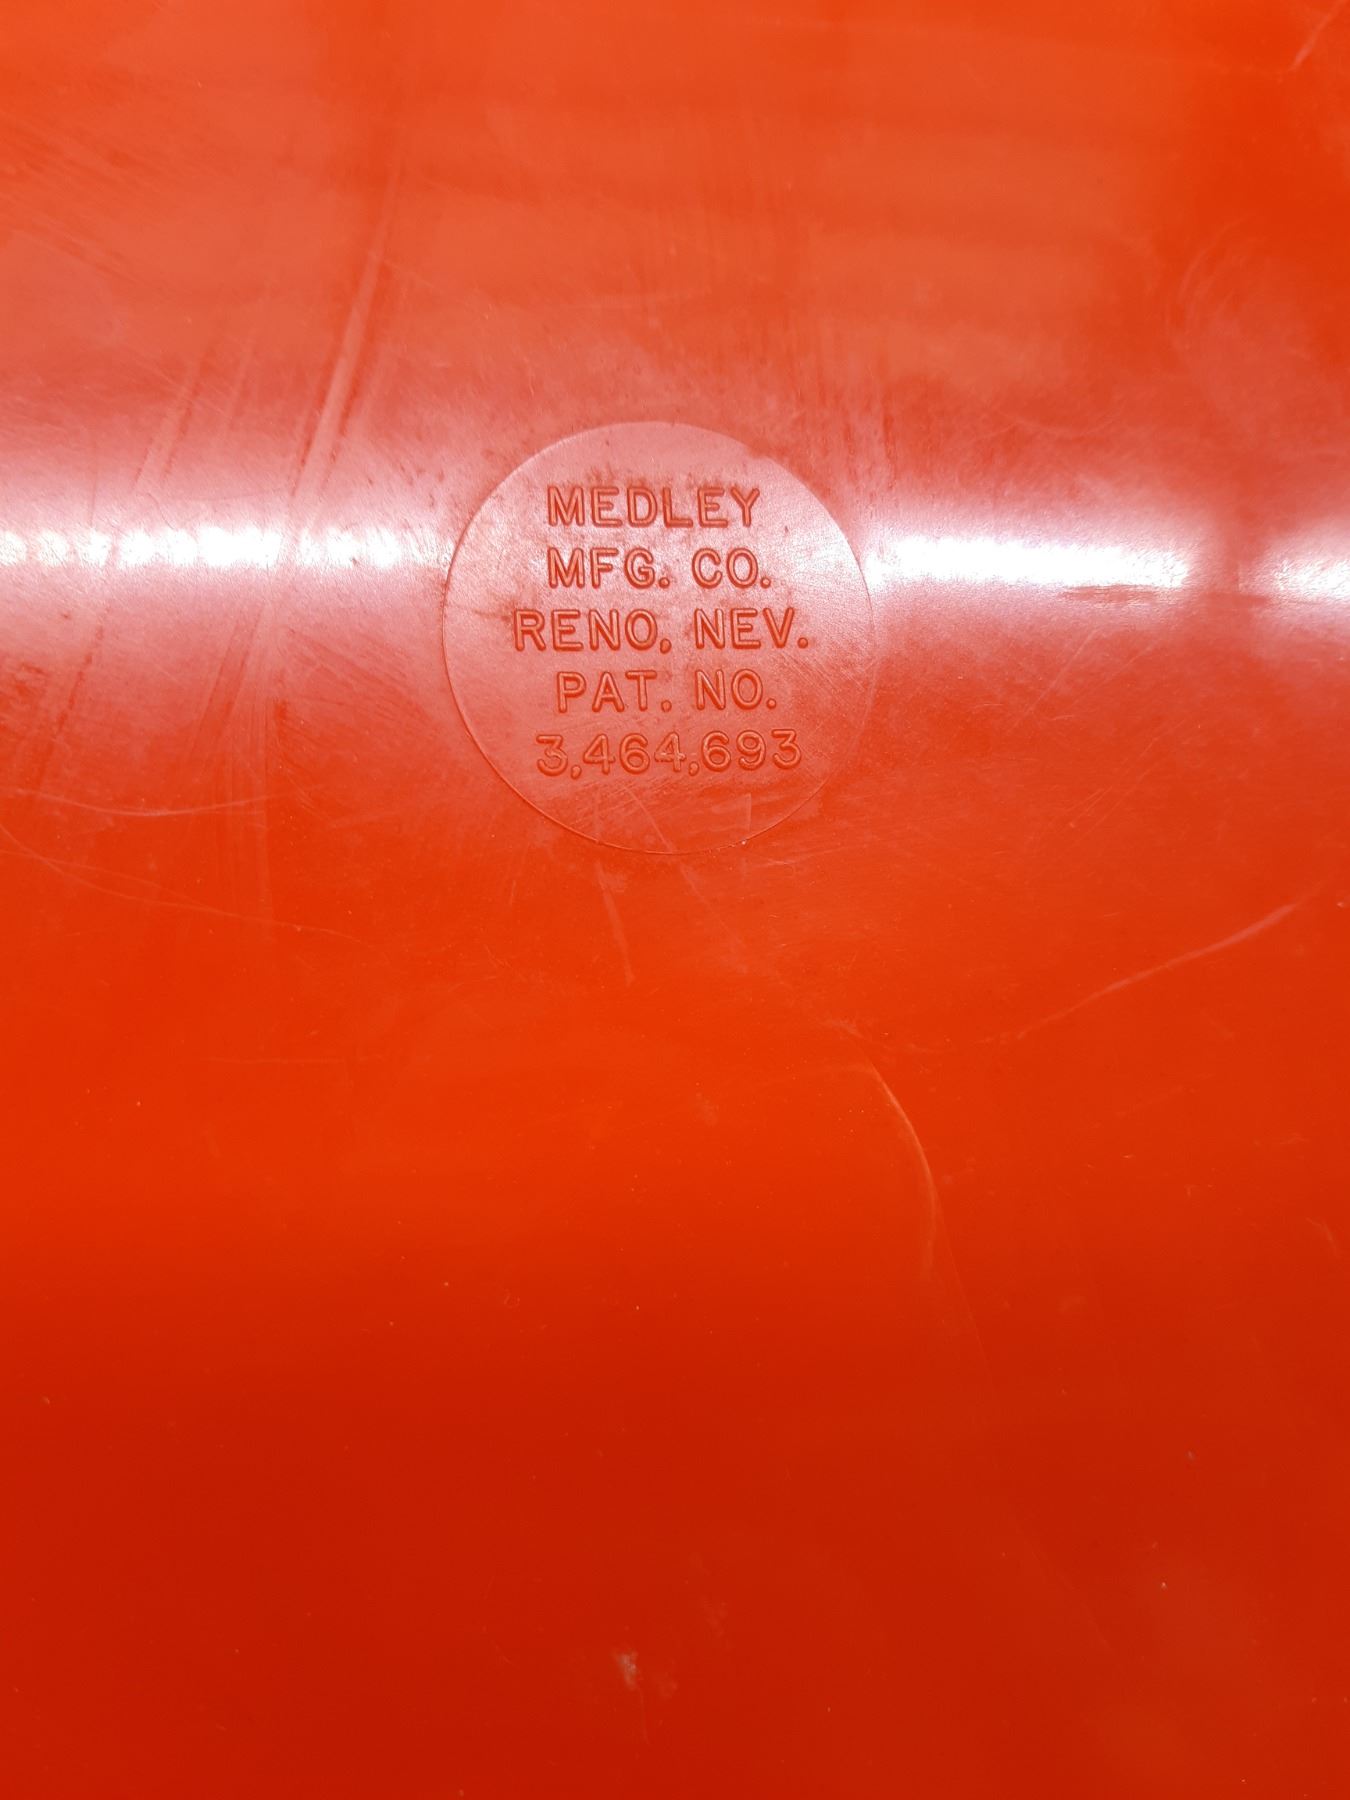 MEDLEY
MFG. CO.
RENO, NEV.
PAT. NO.
3,464,693